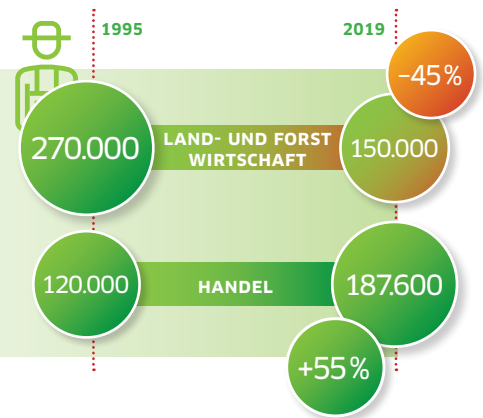 1995
2019
–45 %
270.000
LAND- UND FORST
WIRTSCHAFT
150.000
120.000
HANDEL
187.600
+55 %